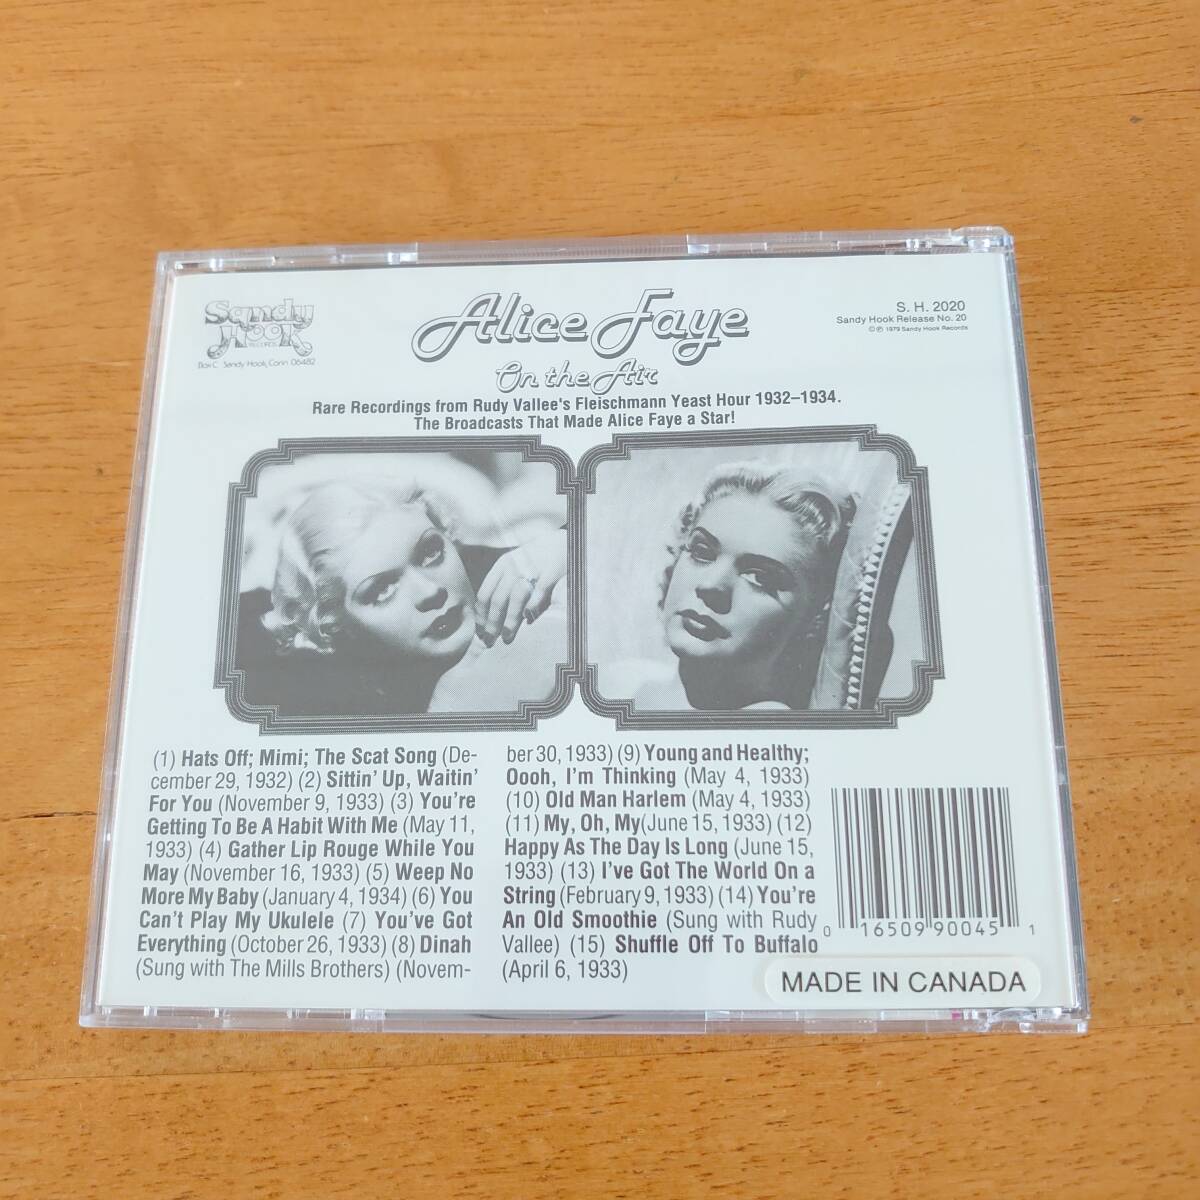 Sandy
Hook
RECORDS
Box C Sandy Hook, Conn 06482
Alice Faye
On the Air
S. H. 2020
Sandy Hook Release No. 20
© ℗ 1979 Sandy Hook Records
Rare Recordings from Rudy Vallee's Fleischmann Yeast Hour 1932–1934.
The Broadcasts That Made Alice Faye a Star!
(1) Hats Off; Mimi; The Scat Song (De-
cember 29, 1932) (2) Sittin' Up, Waitin'
For You (November 9, 1933) (3) You're
Getting To Be A Habit With Me (May 11,
1933) (4) Gather Lip Rouge While You
May (November 16, 1933) (5) Weep No
More My Baby (January 4, 1934) (6) You
Can't Play My Ukulele (7) You've Got
Everything (October 26, 1933) (8) Dinah
(Sung with The Mills Brothers) (Novem-
ber 30, 1933) (9) Young and Healthy;
Oooh, I'm Thinking (May 4, 1933)
(10) Old Man Harlem (May 4, 1933)
(11) My, Oh, My (June 15, 1933) (12)
Happy As The Day Is Long (June 15,
1933) (13) I've Got The World On a
String (February 9, 1933) (14) You're
An Old Smoothie (Sung with Rudy
Vallee) (15) Shuffle Off To Buffalo
(April 6, 1933)
0 16509 90045 1
MADE IN CANADA